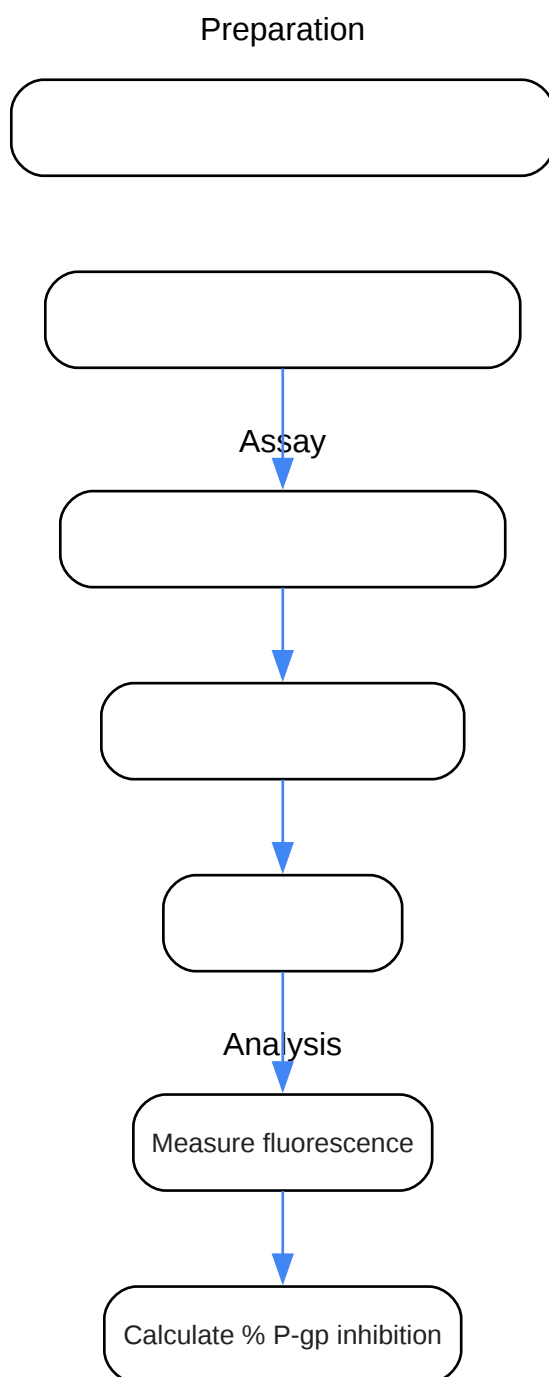 Preparation
Assay
Analysis
Measure fluorescence
Calculate % P-gp inhibition